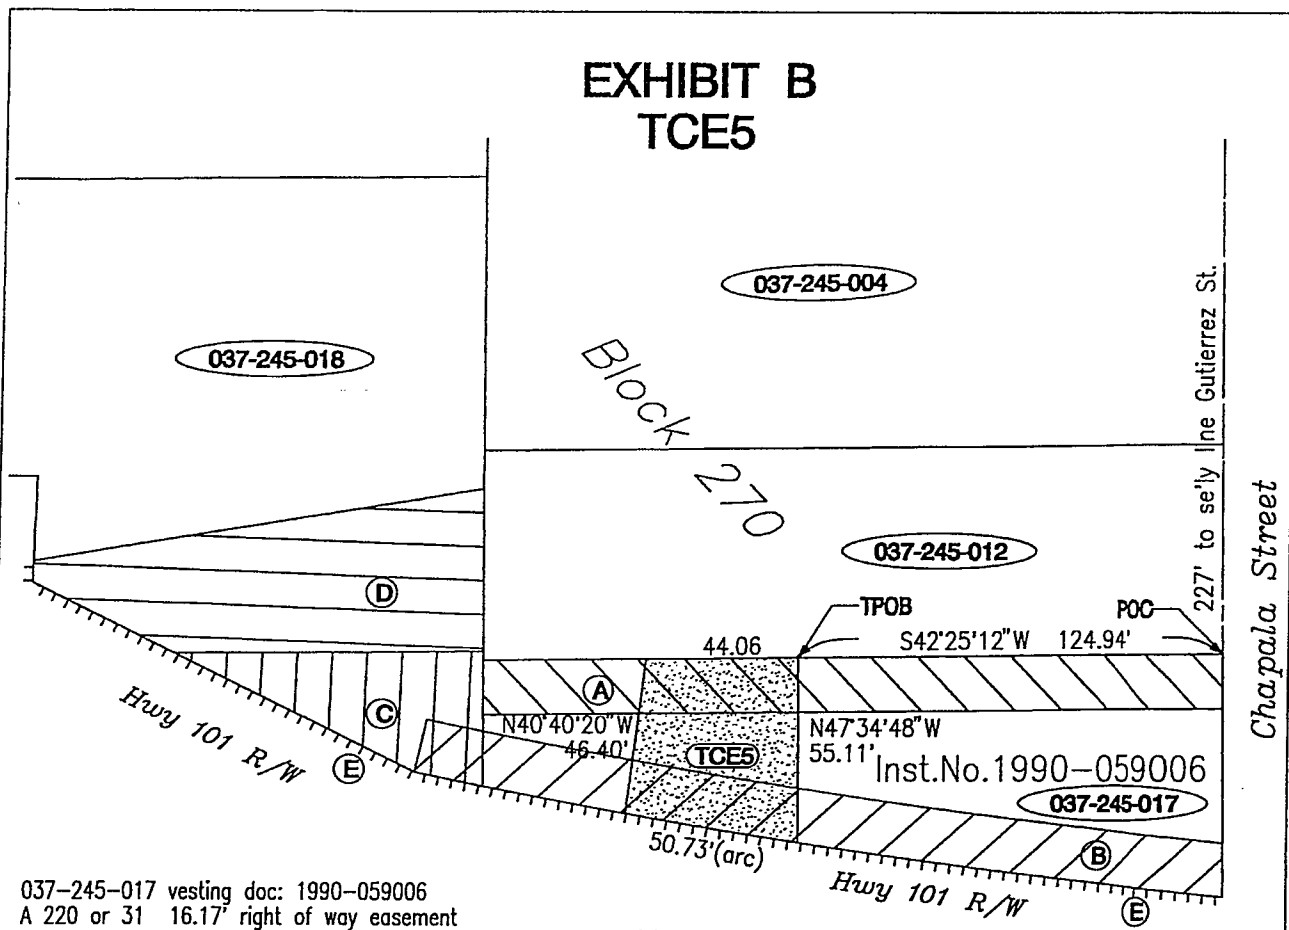 EXHIBIT B
TCE5
037-245-004
037-245-018
Block 270
227' to se'ly line Gutierrez St.
Chapala Street
037-245-012
D
TPOB
POC
44.06
S42°25'12"W 124.94'
A
C
N40°40'20"W
46.40'
N47°34'48"W
55.11'
TCE5
Inst.No.1990-059006
037-245-017
Hwy 101 R/W
E
50.73'(arc)
B
Hwy 101 R/W
E
037-245-017 vesting doc: 1990-059006
A 220 or 31 16.17' right of way easement